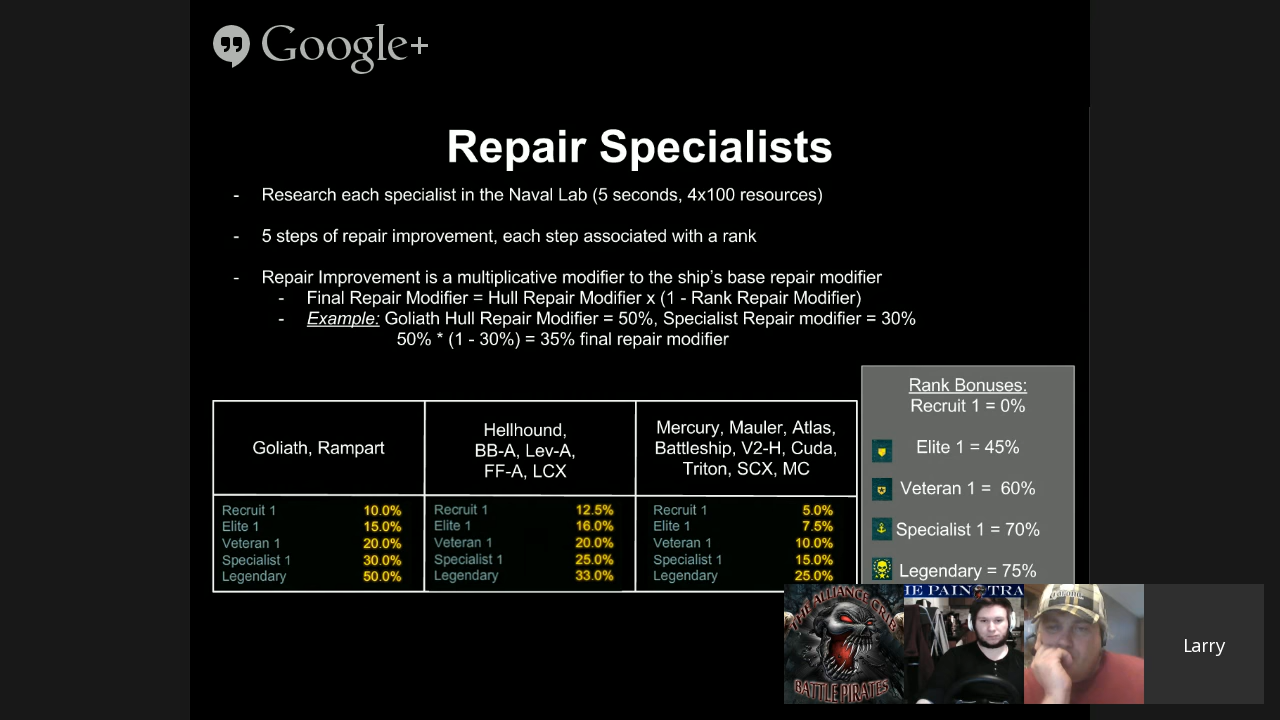 Google+
Repair Specialists
- Research each specialist in the Naval Lab (5 seconds, 4x100 resources)
- 5 steps of repair improvement, each step associated with a rank
- Repair Improvement is a multiplicative modifier to the ship's base repair modifier
- Final Repair Modifier = Hull Repair Modifier x (1 - Rank Repair Modifier)
- Example: Goliath Hull Repair Modifier = 50%, Specialist Repair modifier = 30%
50% * (1 - 30%) = 35% final repair modifier
Goliath, Rampart
Recruit 1 10.0%
Elite 1 15.0%
Veteran 1 20.0%
Specialist 1 30.0%
Legendary 50.0%
Hellhound,
BB-A, Lev-A,
FF-A, LCX
Recruit 1 12.5%
Elite 1 16.0%
Veteran 1 20.0%
Specialist 1 25.0%
Legendary 33.0%
Mercury, Mauler, Atlas,
Battleship, V2-H, Cuda,
Triton, SCX, MC
Recruit 1 5.0%
Elite 1 7.5%
Veteran 1 10.0%
Specialist 1 15.0%
Legendary 25.0%
Rank Bonuses:
Recruit 1 = 0%
Elite 1 = 45%
Veteran 1 = 60%
Specialist 1 = 70%
Legendary = 75%
THE ALLIANCE
BATTLE PIRATES
Larry